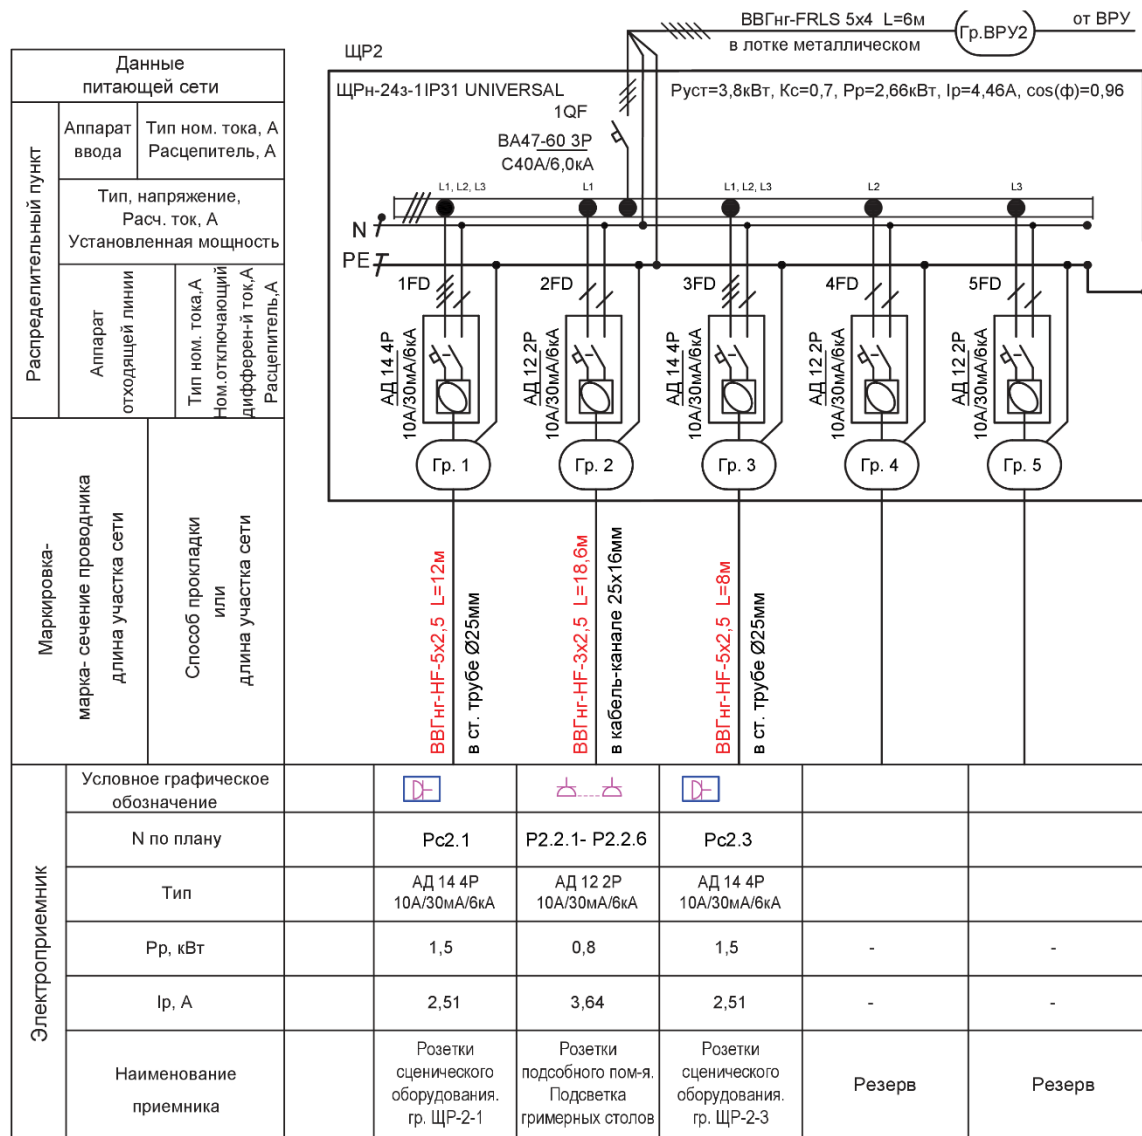 ВВГнг-FRLS 5х4 L=6м
в лотке металлическом
Гр.ВРУ2
от ВРУ
ЩР2
ЩРн-24з-1IP31 UNIVERSAL
Руст=3,8кВт, Кс=0,7, Рр=2,66кВт, Iр=4,46А, cos(ф)=0,96
1QF
ВА47-60 3Р
С40А/6,0кА
L1, L2, L3
L1
L1, L2, L3
L2
L3
N
PE
1FD
2FD
3FD
4FD
5FD
АД 14 4Р
10А/30мА/6кА
АД 12 2Р
10А/30мА/6кА
АД 14 4Р
10А/30мА/6кА
АД 12 2Р
10А/30мА/6кА
АД 12 2Р
10А/30мА/6кА
Гр. 1
Гр. 2
Гр. 3
Гр. 4
Гр. 5
ВВГнг-HF-5х2,5 L=12м
в ст. трубе Ø25мм
ВВГнг-HF-3х2,5 L=18,6м
в кабель-канале 25х16мм
ВВГнг-HF-5х2,5 L=8м
в ст. трубе Ø25мм
Данные
питающей сети
Распределительный пункт
Аппарат
ввода
Тип ном. тока, А
Расцепитель, А
Тип, напряжение,
Расч. ток, А
Установленная мощность
Аппарат
отходящей линии
Тип ном. тока,А
Ном.отключающий
дифферен-й ток,А
Расцепитель,А
Маркировка-
марка- сечение проводника
длина участка сети
Способ прокладки
или
длина участка сети
Электроприемник
Условное графическое
обозначение
N по плану
Рс2.1
Р2.2.1- Р2.2.6
Рс2.3
Тип
АД 14 4Р
10А/30мА/6кА
АД 12 2Р
10А/30мА/6кА
АД 14 4Р
10А/30мА/6кА
Рр, кВт
1,5
0,8
1,5
-
-
Iр, А
2,51
3,64
2,51
-
-
Наименование
приемника
Розетки
сценического
оборудования.
гр. ЩР-2-1
Розетки
подсобного пом-я.
Подсветка
гримерных столов
Розетки
сценического
оборудования.
гр. ЩР-2-3
Резерв
Резерв